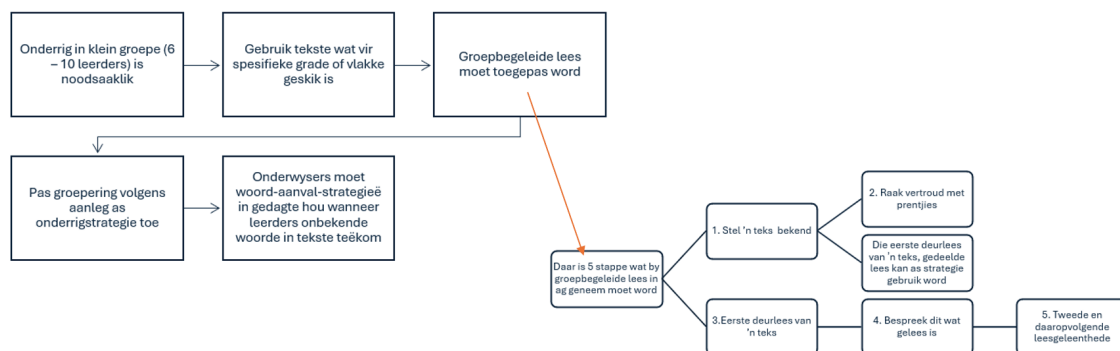 Onderrig in klein groepe (6
– 10 leerders) is
noodsaaklik
Gebruik tekste wat vir
spesifieke grade of vlakke
geskik is
Groepbegeleide lees
moet toegepas word
Pas groepering volgens
aanleg as
onderrigstrategie toe
Onderwysers moet
woord-aanval-strategieë
in gedagte hou wanneer
leerders onbekende
woorde in tekste teëkom
Daar is 5 stappe wat by
groepbegeleide lees in
ag geneem moet word
1. Stel 'n teks bekend
2. Raak vertroud met
prentjies
Die eerste deurlees
van 'n teks, gedeelde
lees kan as strategie
gebruik word
3.Eerste deurlees van
'n teks
4. Bespreek dit wat
gelees is
5. Tweede en
daaropvolgende
leesgeleenthede